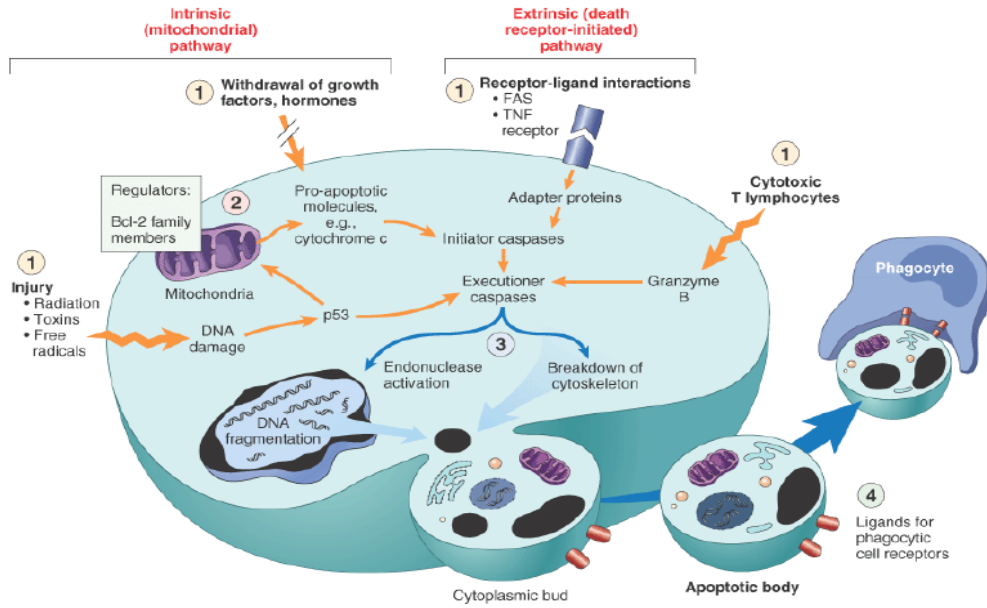 Intrinsic
(mitochondrial)
pathway
Extrinsic (death
receptor-initiated)
pathway
1
Withdrawal of growth
factors, hormones
1
Receptor-ligand interactions
• FAS
• TNF
receptor
1
Cytotoxic
T lymphocytes
Regulators:
Bcl-2 family
members
2
Pro-apoptotic
molecules,
e.g.,
cytochrome c
Adapter proteins
Initiator caspases
Mitochondria
Executioner
caspases
Granzyme
B
Phagocyte
1
Injury
• Radiation
• Toxins
• Free
radicals
DNA
damage
p53
3
Endonuclease
activation
Breakdown of
cytoskeleton
DNA
fragmentation
4
Ligands for
phagocytic
cell receptors
Cytoplasmic bud
Apoptotic body